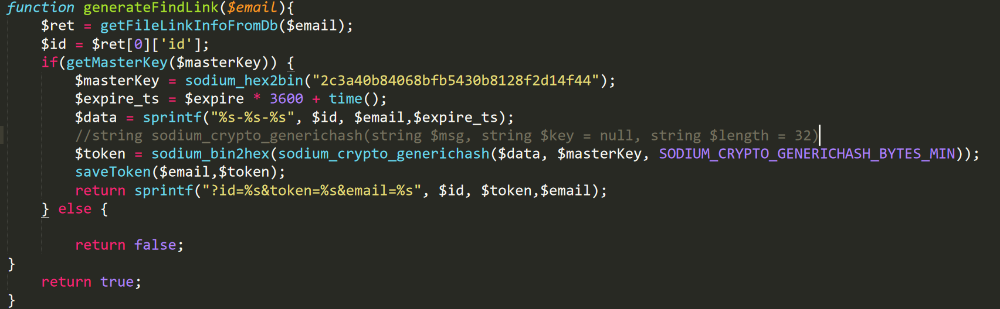 function generateFindLink($email){
$ret = getFileLinkInfoFromDb($email);
$id = $ret[0]['id'];
if(getMasterKey($masterKey)) {
$masterKey = sodium_hex2bin("2c3a40b84068bfb5430b8128f2d14f44");
$expire_ts = $expire * 3600 + time();
$data = sprintf("%s-%s-%s", $id, $email,$expire_ts);
//string sodium_crypto_generichash(string $msg, string $key = null, string $length = 32)
$token = sodium_bin2hex(sodium_crypto_generichash($data, $masterKey, SODIUM_CRYPTO_GENERICHASH_BYTES_MIN));
saveToken($email,$token);
return sprintf("?id=%s&token=%s&email=%s", $id, $token,$email);
} else {
return false;
}
return true;
}